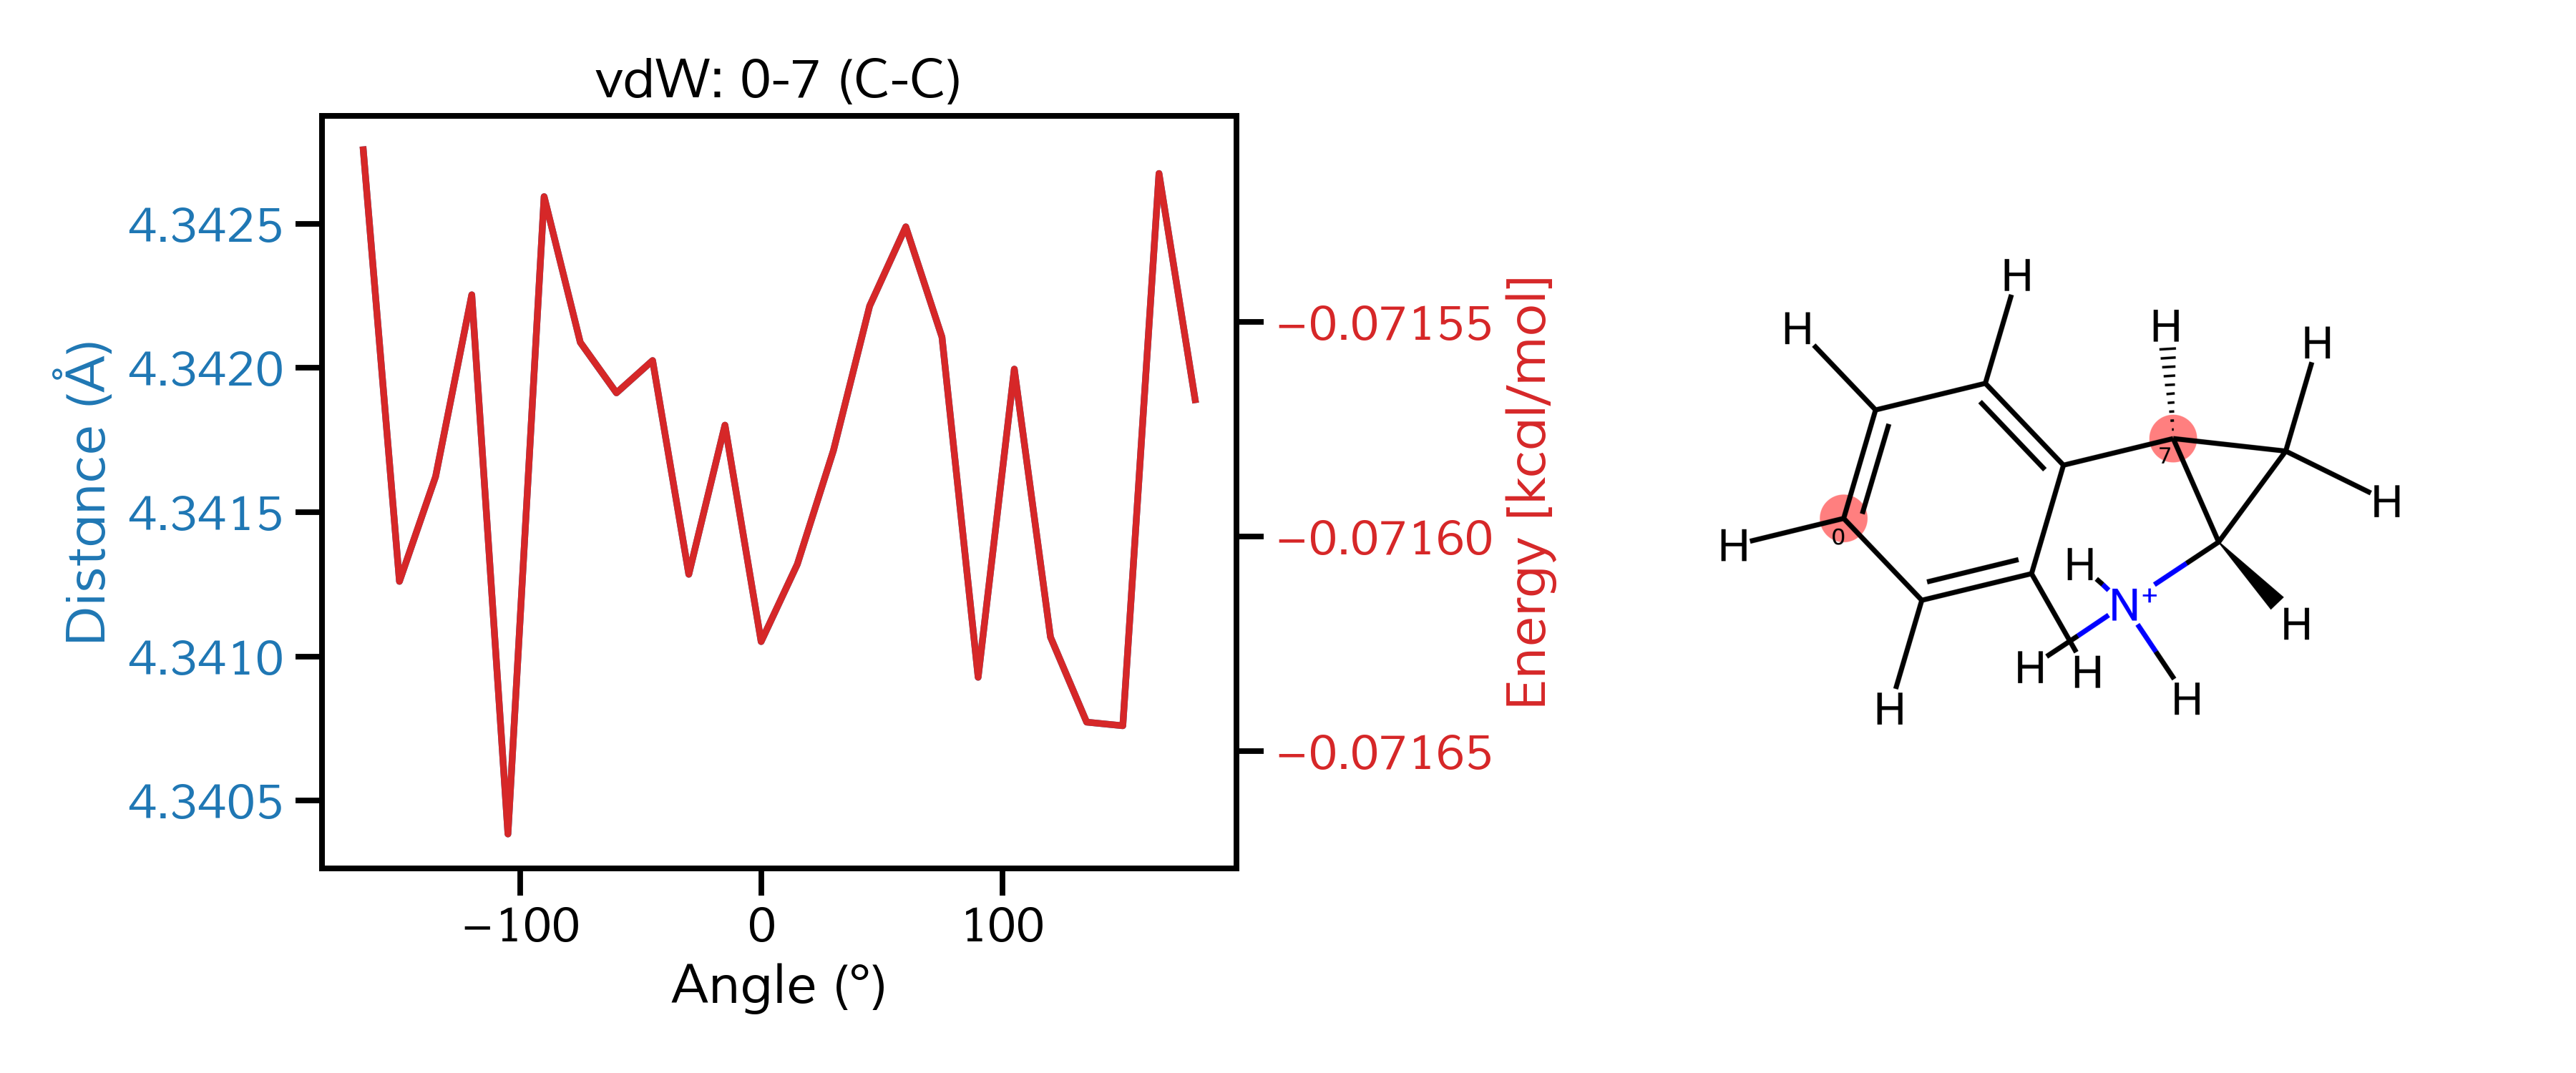 vdW: 0-7 (C-C)
Distance (Å)
4.3425
4.3420
4.3415
4.3410
4.3405
−100
0
100
Angle (°)
−0.07155
−0.07160
−0.07165
Energy [kcal/mol]
H
H
H
H
7
H
0
H
H
N+
H
H
H
H
H